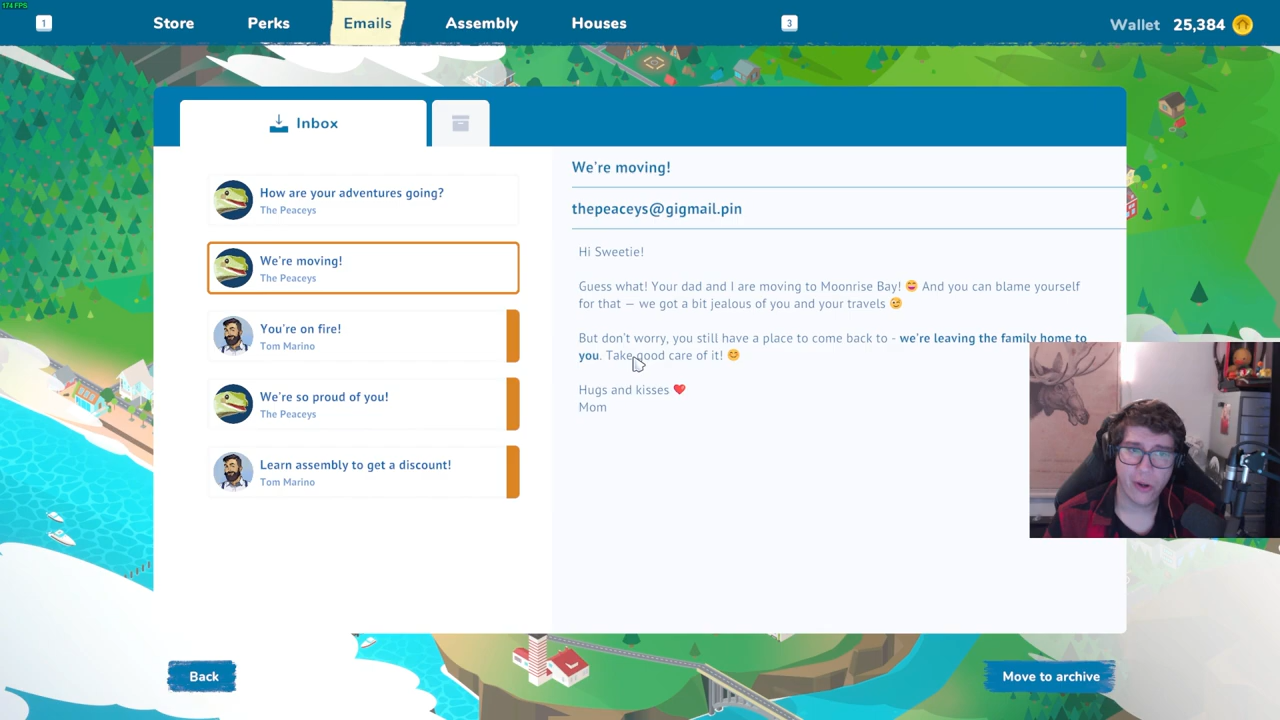 174 FPS
1
Store
Perks
Emails
Assembly
Houses
3
Wallet 25,384
Inbox
How are your adventures going?
The Peaceys
We're moving!
The Peaceys
You're on fire!
Tom Marino
We're so proud of you!
The Peaceys
Learn assembly to get a discount!
Tom Marino
We're moving!
thepeaceys@gigmail.pin
Hi Sweetie!
Guess what! Your dad and I are moving to Moonrise Bay! 😄 And you can blame yourself
for that — we got a bit jealous of you and your travels 😉
But don't worry, you still have a place to come back to - we're leaving the family home to
you. Take good care of it! 😊
Hugs and kisses ❤️
Mom
Back
Move to archive